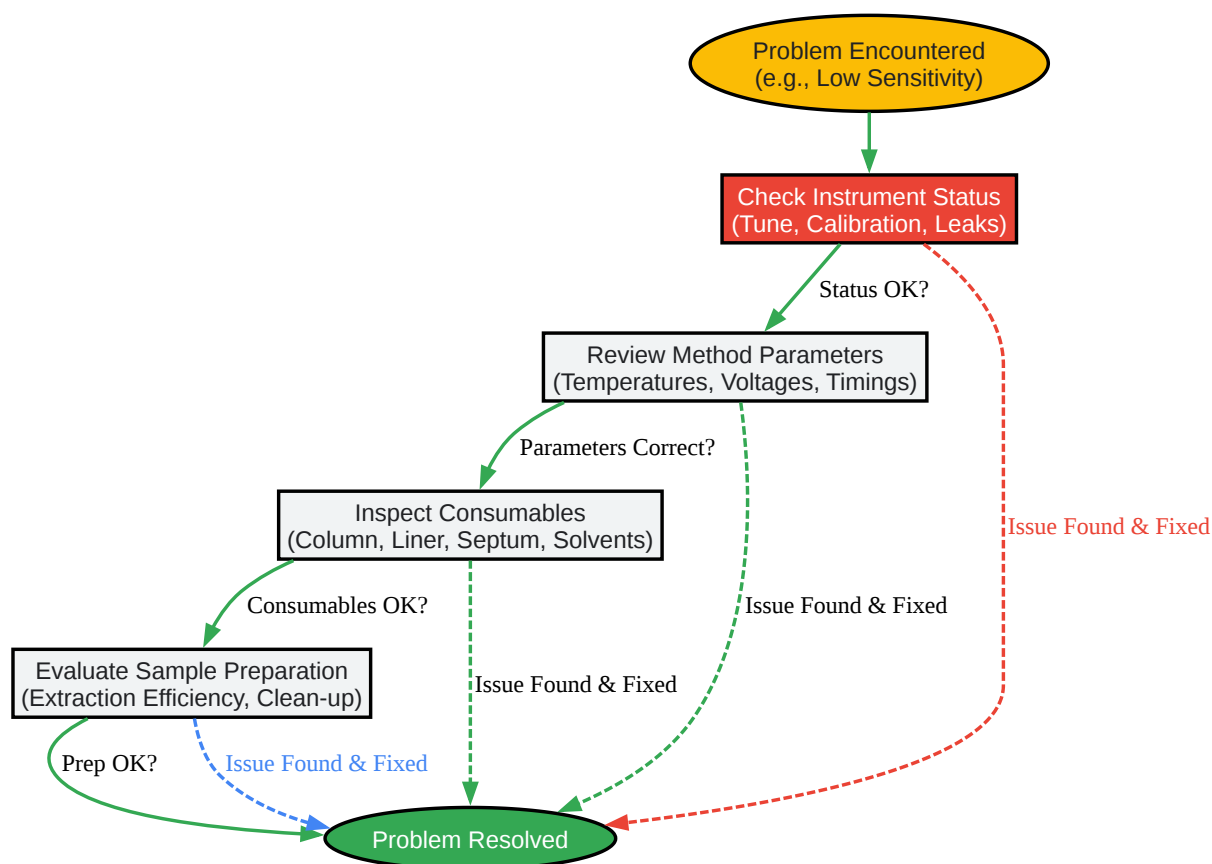 Problem Encountered
(e.g., Low Sensitivity)
Check Instrument Status
(Tune, Calibration, Leaks)
Status OK?
Review Method Parameters
(Temperatures, Voltages, Timings)
Parameters Correct?
Inspect Consumables
(Column, Liner, Septum, Solvents)
Issue Found & Fixed
Consumables OK?
Issue Found & Fixed
Evaluate Sample Preparation
(Extraction Efficiency, Clean-up)
Issue Found & Fixed
Prep OK?
Issue Found & Fixed
Problem Resolved